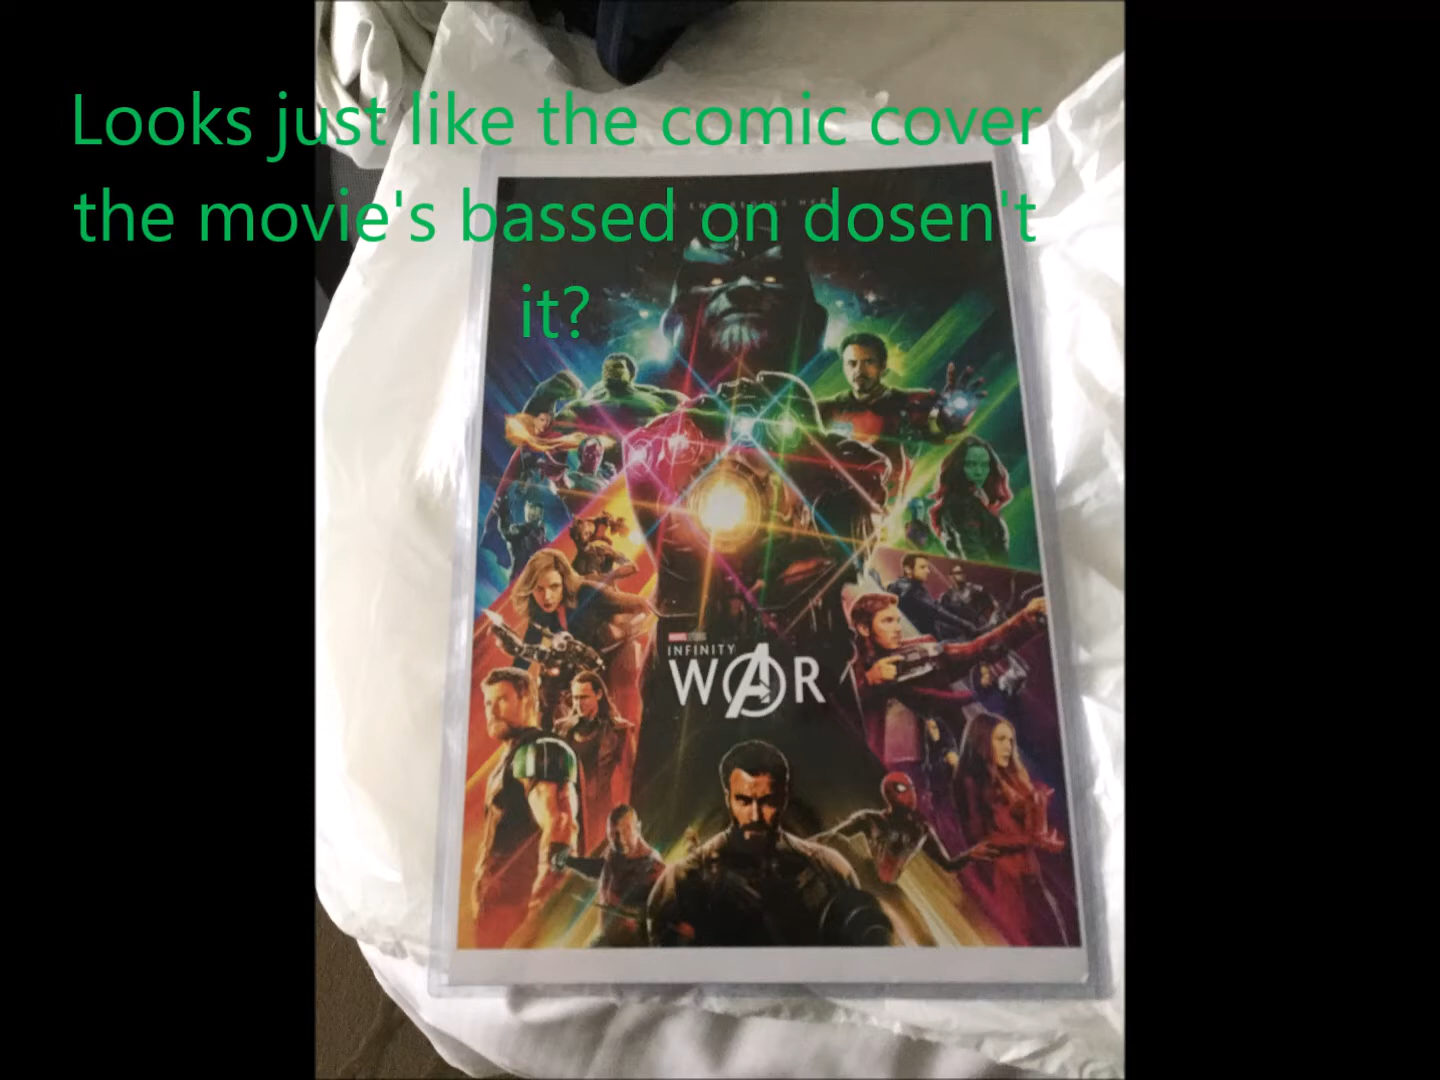 Looks just like the comic cover
the movie's bassed on dosen't
it?
INFINITY
WAR